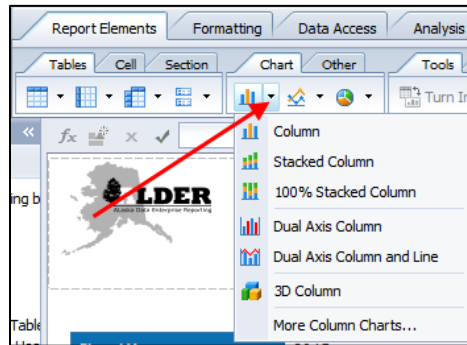 Report Elements Formatting Data Access Analysis
Tables Cell Section Chart Other Tools
Turn In
fx
Column
Stacked Column
100% Stacked Column
ing b
ALDER
Alaska Data Enterprise Reporting
Dual Axis Column
Dual Axis Column and Line
3D Column
More Column Charts...
Table